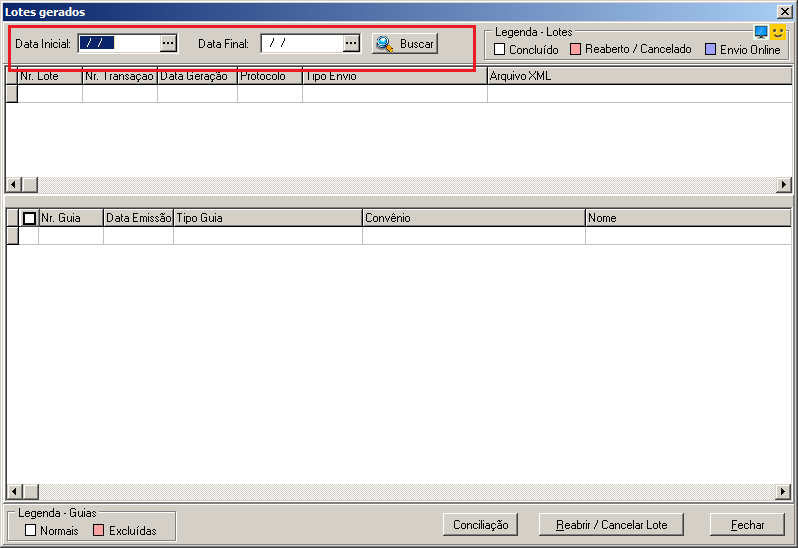 Lotes gerados
Data Inicial: / / ... Data Final: / / ... Buscar
Legenda - Lotes
Concluído Reaberto / Cancelado Envio Online
Nr. Lote Nr. Transação Data Geração Protocolo Tipo Envio Arquivo XML
Nr. Guia Data Emissão Tipo Guia Convênio Nome
Legenda - Guias
Normais Excluídas
Conciliação Reabrir / Cancelar Lote Fechar